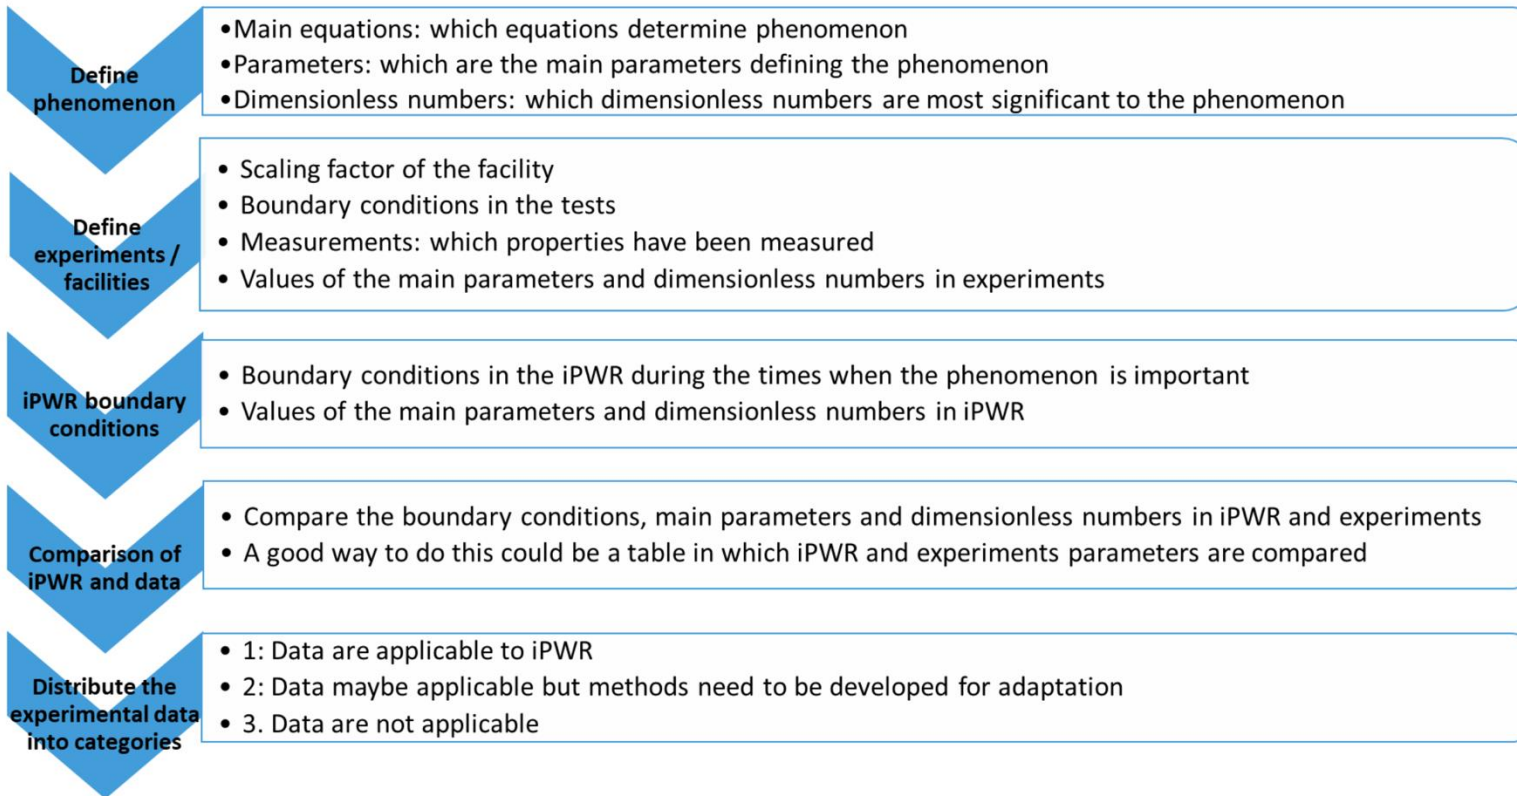 Define
phenomenon
•Main equations: which equations determine phenomenon
•Parameters: which are the main parameters defining the phenomenon
•Dimensionless numbers: which dimensionless numbers are most significant to the phenomenon
Define
experiments /
facilities
• Scaling factor of the facility
• Boundary conditions in the tests
• Measurements: which properties have been measured
• Values of the main parameters and dimensionless numbers in experiments
iPWR boundary
conditions
• Boundary conditions in the iPWR during the times when the phenomenon is important
• Values of the main parameters and dimensionless numbers in iPWR
Comparison of
iPWR and data
• Compare the boundary conditions, main parameters and dimensionless numbers in iPWR and experiments
• A good way to do this could be a table in which iPWR and experiments parameters are compared
Distribute the
experimental data
into categories
• 1: Data are applicable to iPWR
• 2: Data maybe applicable but methods need to be developed for adaptation
• 3. Data are not applicable